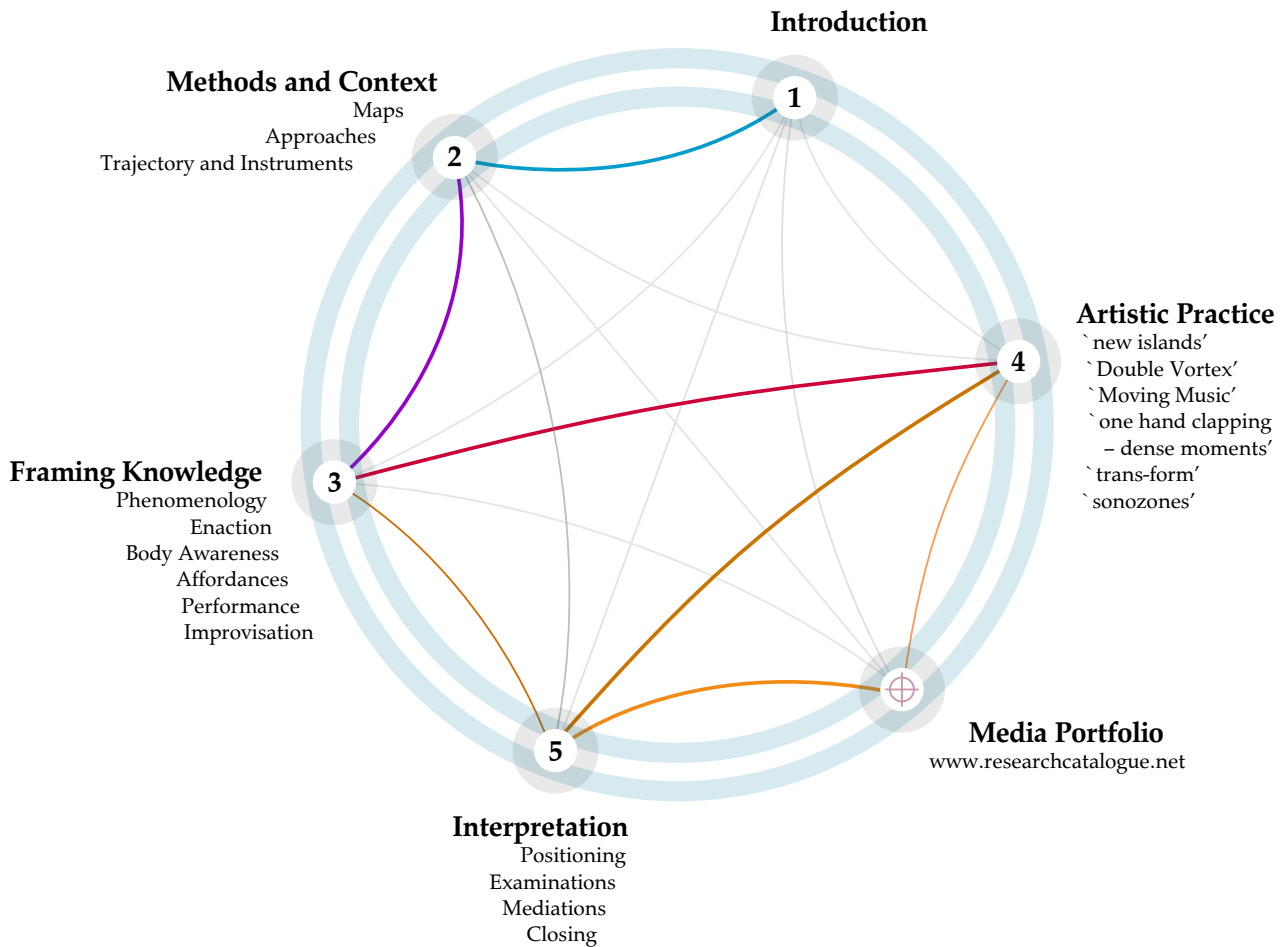 Introduction
1
Methods and Context
Maps
Approaches
Trajectory and Instruments
2
Artistic Practice
`new islands’
`Double Vortex’
`Moving Music’
`one hand clapping
– dense moments’
`trans-form’
`sonozones’
4
Framing Knowledge
Phenomenology
Enaction
Body Awareness
Affordances
Performance
Improvisation
3
Media Portfolio
www.researchcatalogue.net
5
Interpretation
Positioning
Examinations
Mediations
Closing